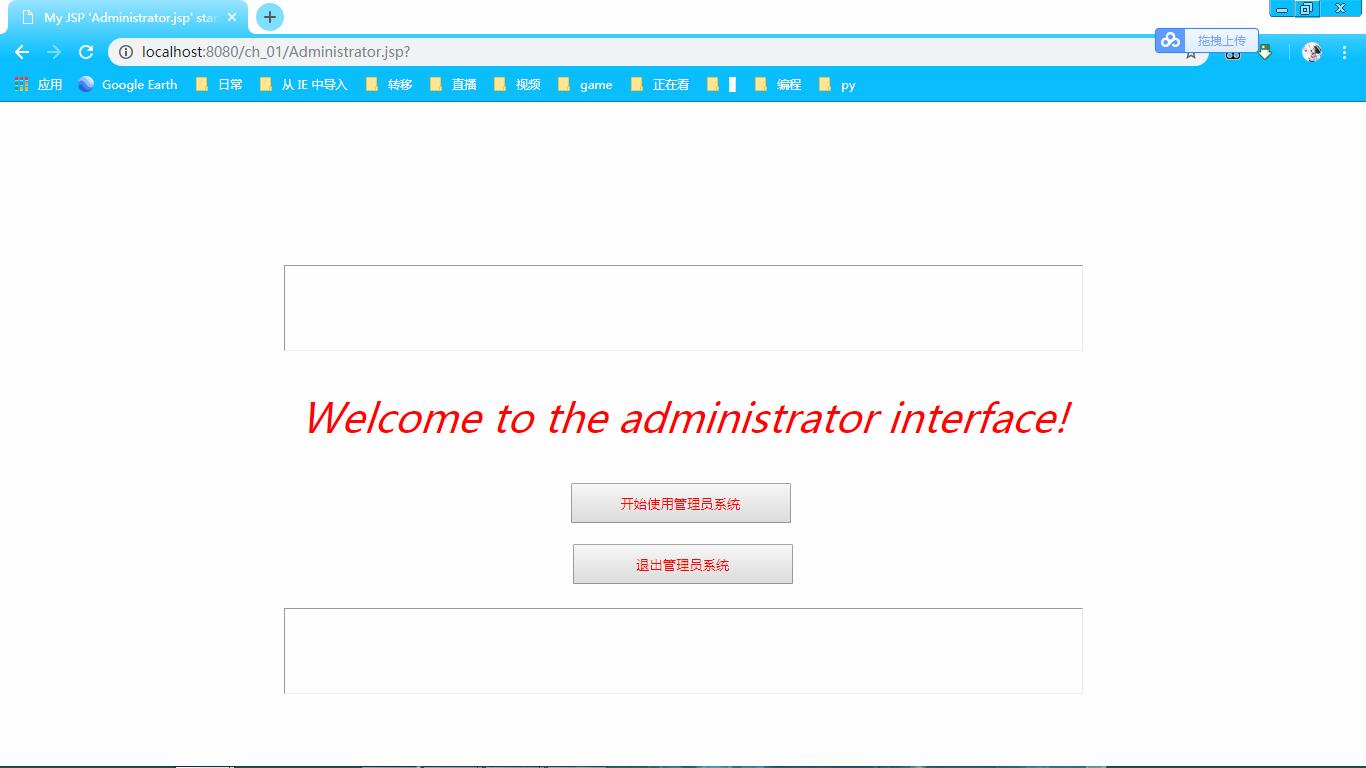 My JSP 'Administrator.jsp' star
localhost:8080/ch_01/Administrator.jsp?
拖拽上传
应用 Google Earth 日常 从 IE 中导入 转移 直播 视频 game 正在看 编程 py
Welcome to the administrator interface!
开始使用管理员系统
退出管理员系统